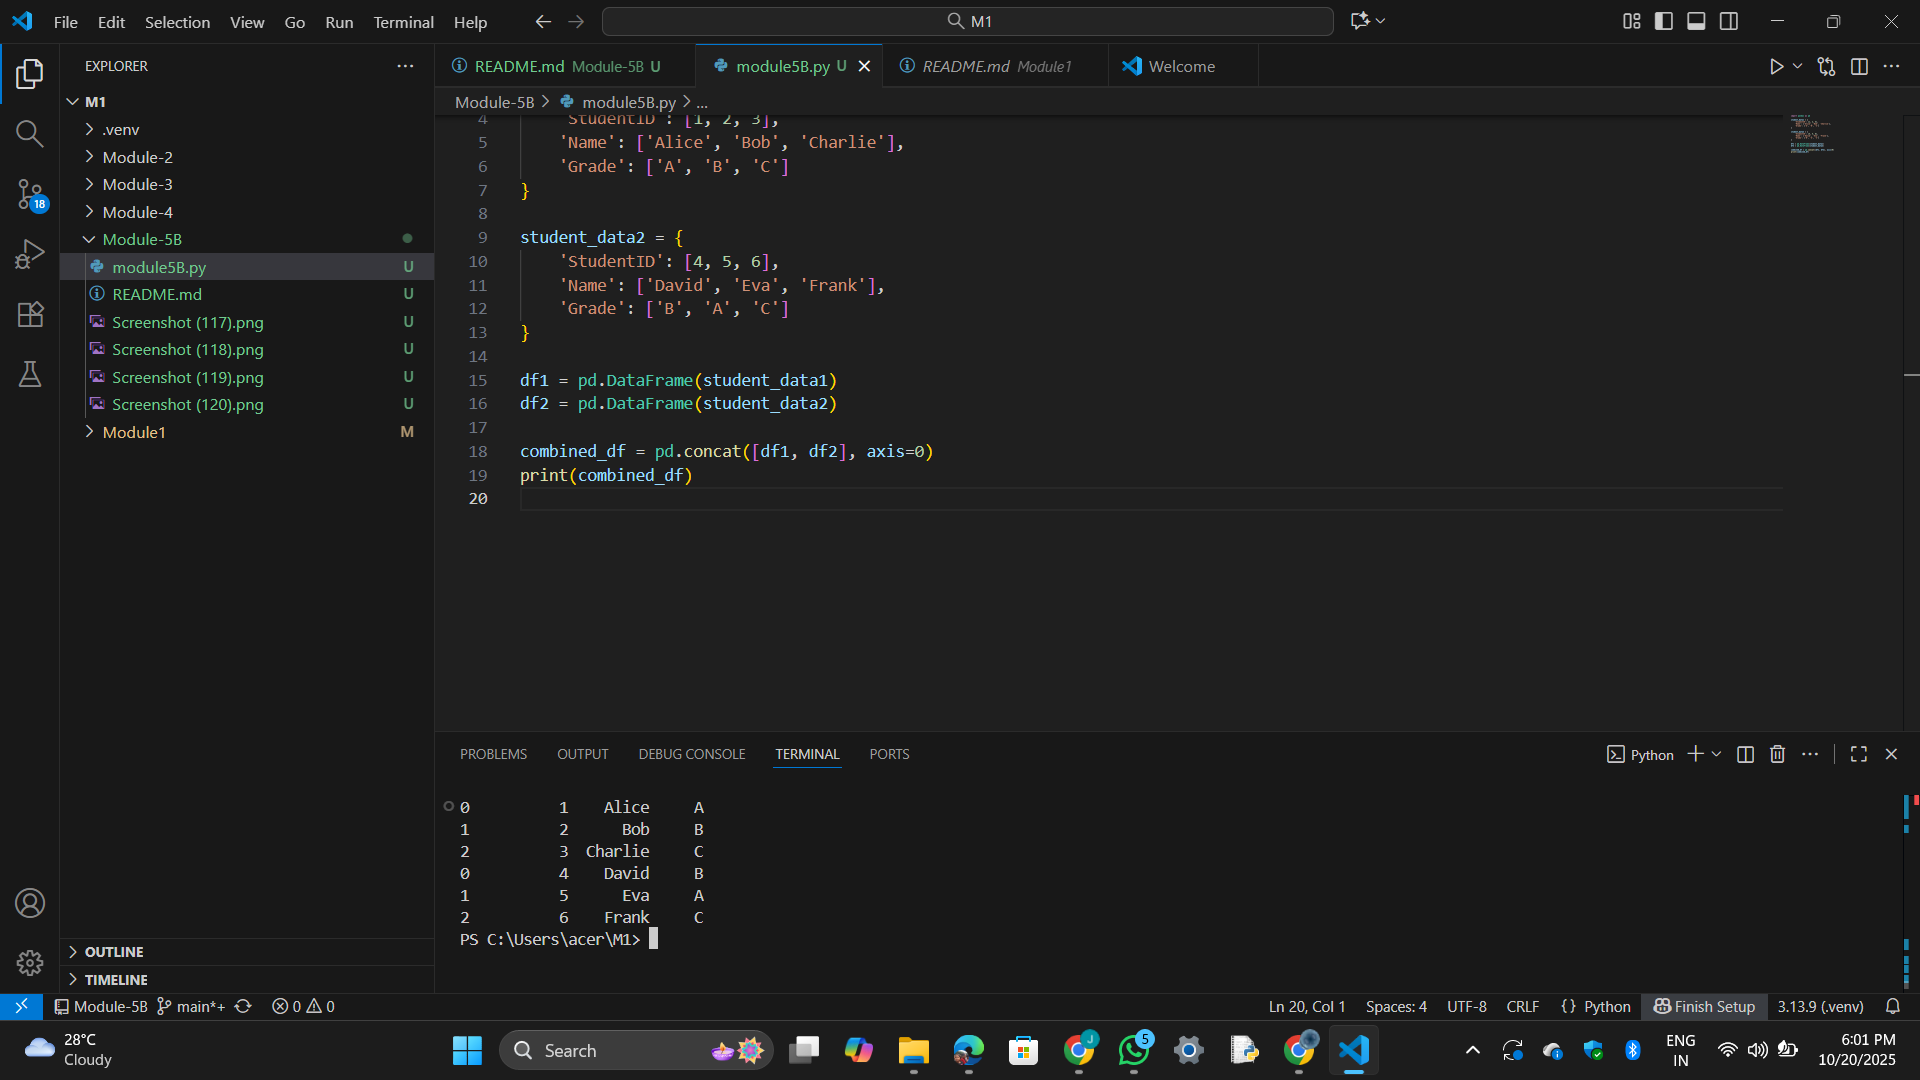 File Edit Selection View Go Run Terminal Help
M1
EXPLORER
M1
.venv
Module-2
Module-3
Module-4
Module-5B
module5B.py U
README.md U
Screenshot (117).png U
Screenshot (118).png U
Screenshot (119).png U
Screenshot (120).png U
Module1 M
18
OUTLINE
TIMELINE
README.md Module-5B U
module5B.py U
README.md Module1
Welcome
Module-5B > module5B.py > ...
4 'StudentID': [1, 2, 3],
5 'Name': ['Alice', 'Bob', 'Charlie'],
6 'Grade': ['A', 'B', 'C']
7 }
8
9 student_data2 = {
10 'StudentID': [4, 5, 6],
11 'Name': ['David', 'Eva', 'Frank'],
12 'Grade': ['B', 'A', 'C']
13 }
14
15 df1 = pd.DataFrame(student_data1)
16 df2 = pd.DataFrame(student_data2)
17
18 combined_df = pd.concat([df1, df2], axis=0)
19 print(combined_df)
20
PROBLEMS OUTPUT DEBUG CONSOLE TERMINAL PORTS
Python
0 1 Alice A
1 2 Bob B
2 3 Charlie C
0 4 David B
1 5 Eva A
2 6 Frank C
PS C:\Users\acer\M1>
Module-5B main*+ 0 0
Ln 20, Col 1 Spaces: 4 UTF-8 CRLF {} Python Finish Setup 3.13.9 (.venv)
28°C
Cloudy
Search
J
5
ENG
IN
6:01 PM
10/20/2025